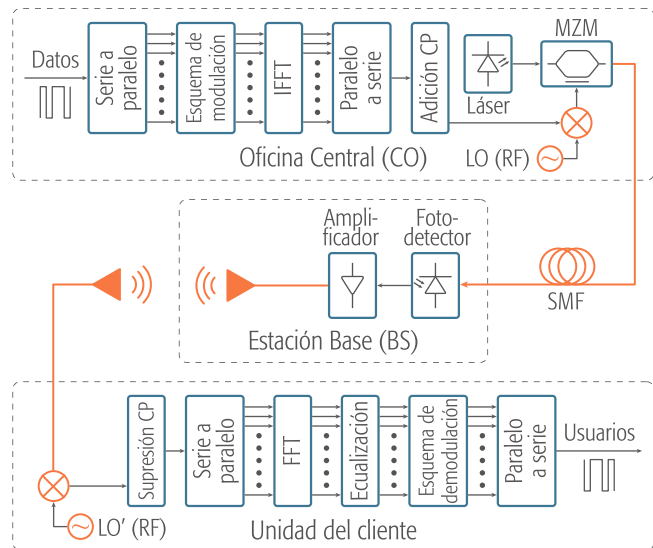 Datos
Serie a
paralelo
Esquema de
modulación
IFFT
Paralelo
a serie
Adición CP
Láser
MZM
LO (RF)
Oficina Central (CO)
Ampli-
ficador
Foto-
detector
SMF
Estación Base (BS)
Supresión CP
Serie a
paralelo
FFT
Ecualización
Esquema de
demodulación
Paralelo
a serie
Usuarios
LO' (RF)
Unidad del cliente